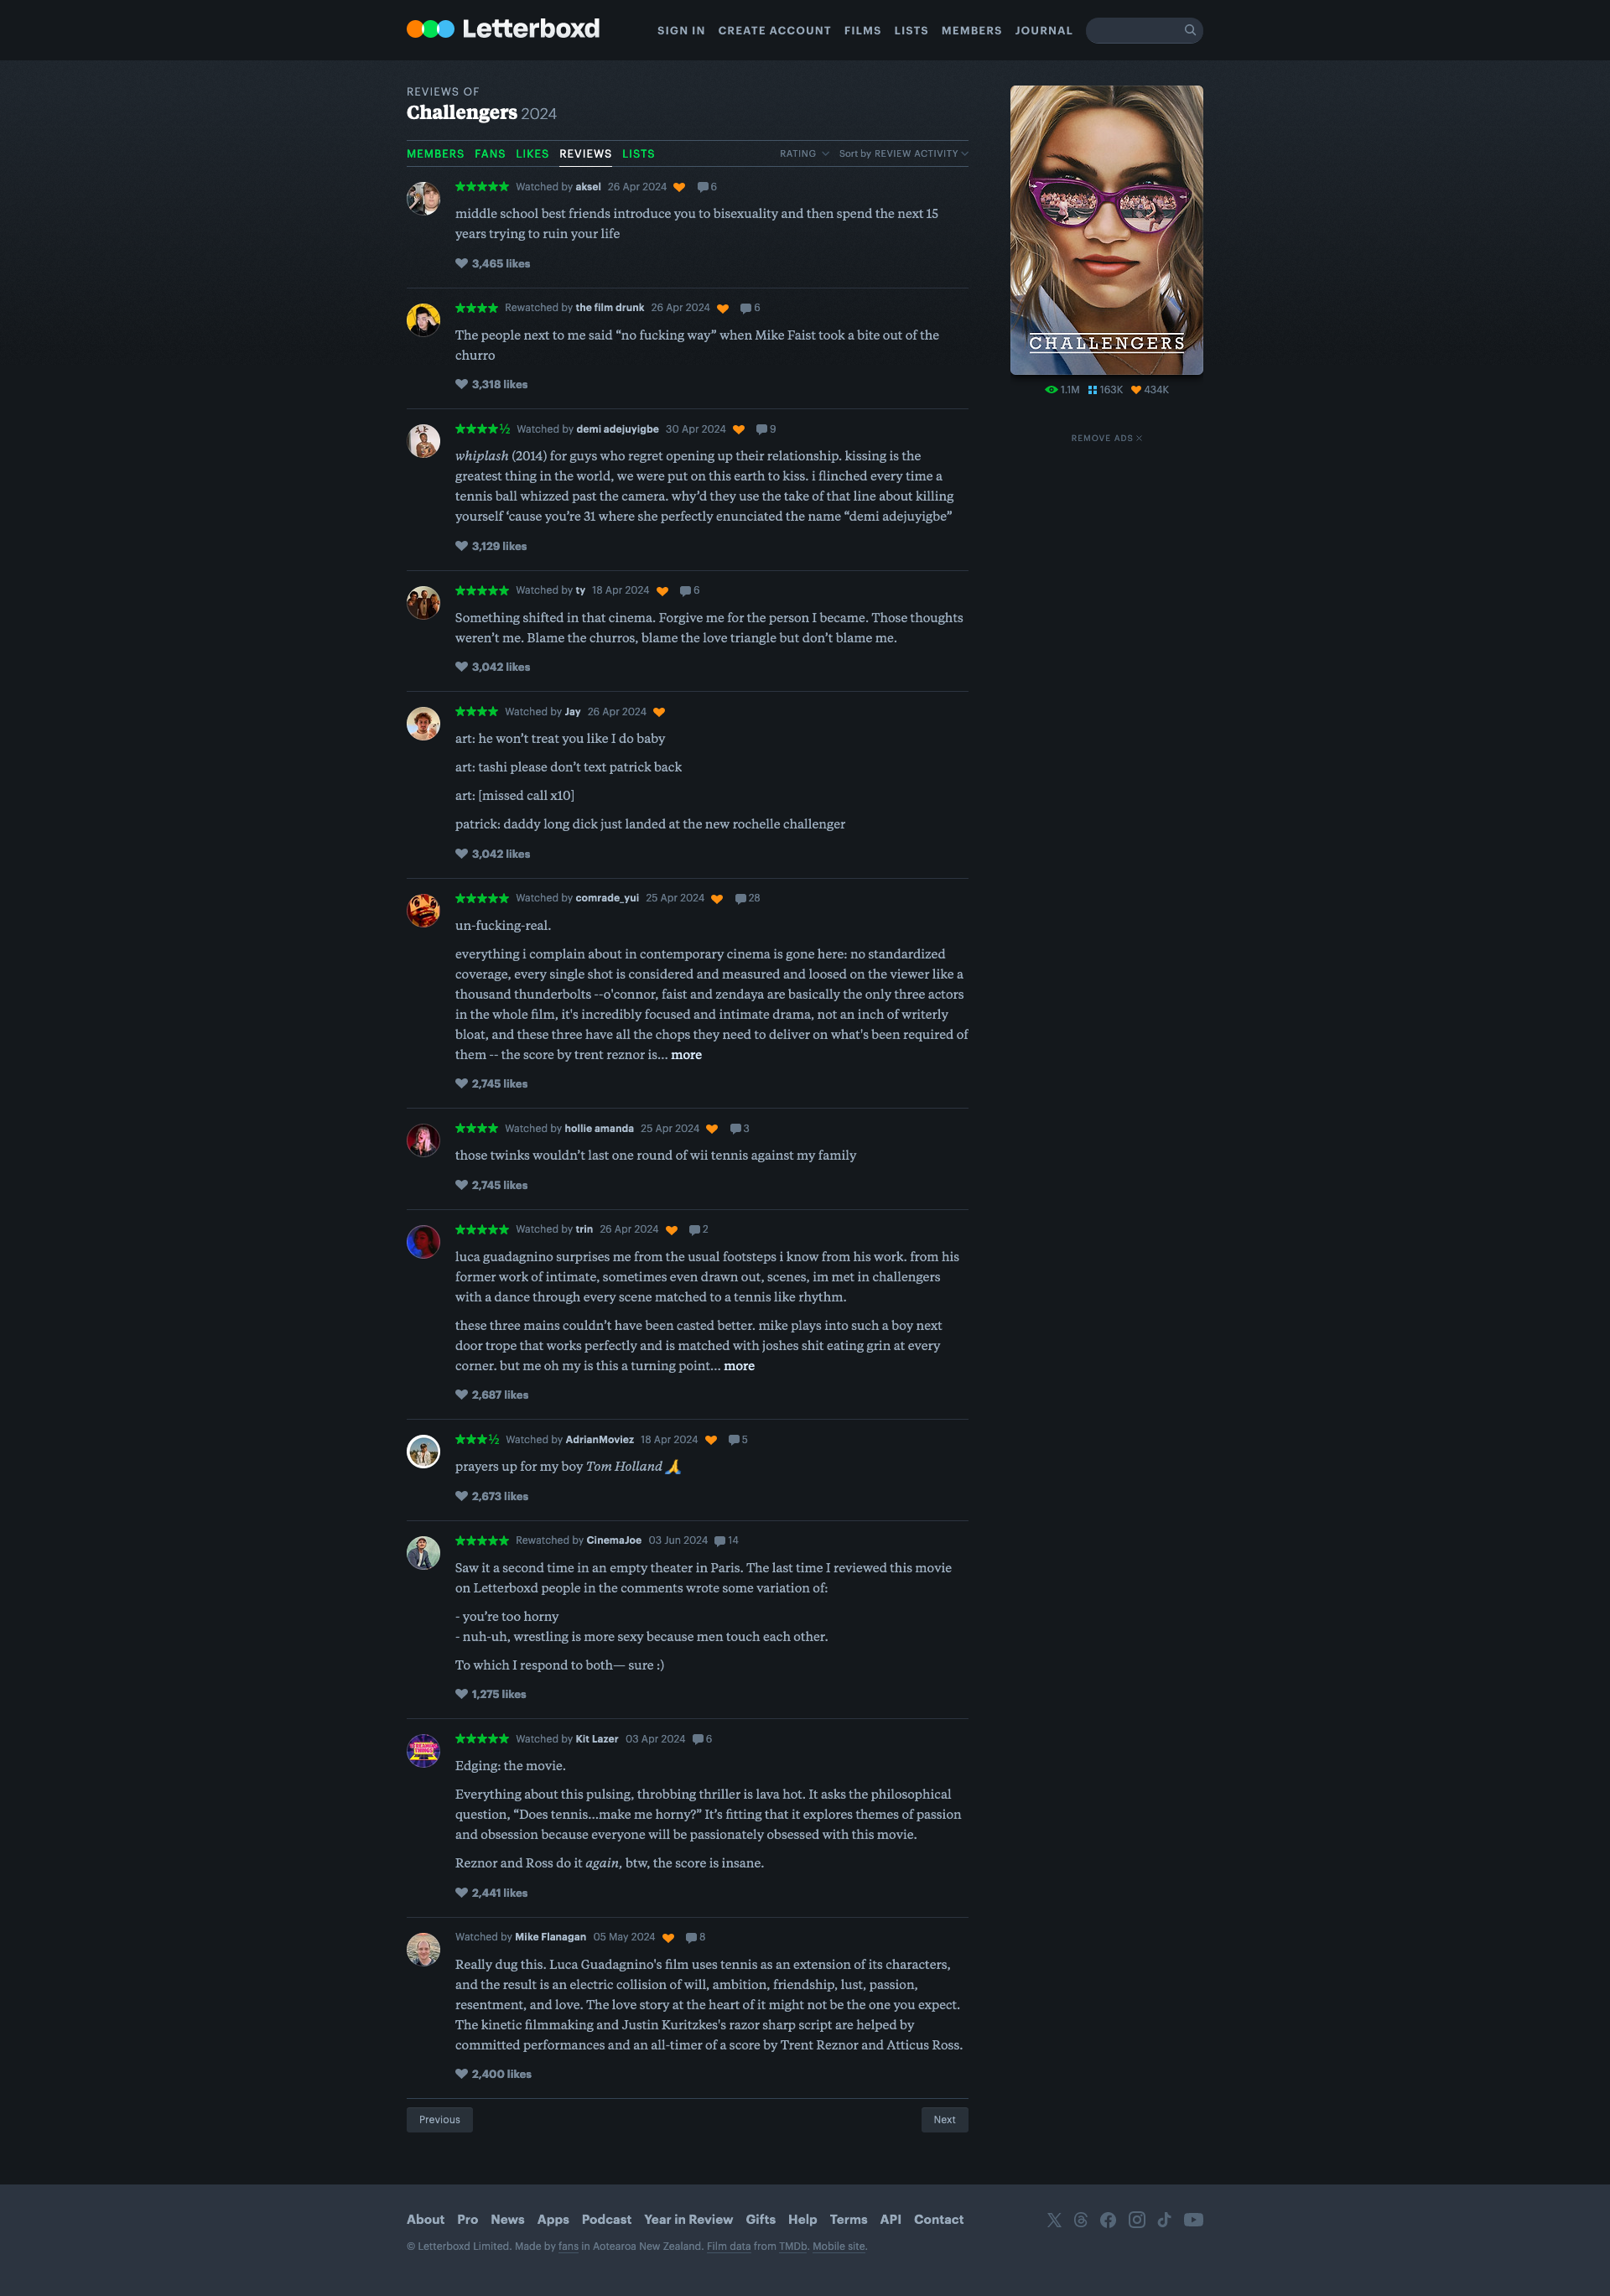 Letterboxd
SIGN IN CREATE ACCOUNT FILMS LISTS MEMBERS JOURNAL
REVIEWS OF
Challengers 2024
MEMBERS FANS LIKES REVIEWS LISTS RATING Sort by REVIEW ACTIVITY
★★★★★ Watched by aksel 26 Apr 2024 6
middle school best friends introduce you to bisexuality and then spend the next 15
years trying to ruin your life
3,465 likes
★★★★ Rewatched by the film drunk 26 Apr 2024 6
The people next to me said “no fucking way” when Mike Faist took a bite out of the
churro
3,318 likes
★★★★½ Watched by demi adejuyigbe 30 Apr 2024 9
whiplash (2014) for guys who regret opening up their relationship. kissing is the
greatest thing in the world, we were put on this earth to kiss. i flinched every time a
tennis ball whizzed past the camera. why’d they use the take of that line about killing
yourself ‘cause you’re 31 where she perfectly enunciated the name “demi adejuyigbe”
3,129 likes
★★★★★ Watched by ty 18 Apr 2024 6
Something shifted in that cinema. Forgive me for the person I became. Those thoughts
weren’t me. Blame the churros, blame the love triangle but don’t blame me.
3,042 likes
★★★★ Watched by Jay 26 Apr 2024
art: he won’t treat you like I do baby
art: tashi please don’t text patrick back
art: [missed call x10]
patrick: daddy long dick just landed at the new rochelle challenger
3,042 likes
★★★★★ Watched by comrade_yui 25 Apr 2024 28
un-fucking-real.
everything i complain about in contemporary cinema is gone here: no standardized
coverage, every single shot is considered and measured and loosed on the viewer like a
thousand thunderbolts --o'connor, faist and zendaya are basically the only three actors
in the whole film, it's incredibly focused and intimate drama, not an inch of writerly
bloat, and these three have all the chops they need to deliver on what's been required of
them -- the score by trent reznor is… more
2,745 likes
★★★★ Watched by hollie amanda 25 Apr 2024 3
those twinks wouldn’t last one round of wii tennis against my family
2,745 likes
★★★★★ Watched by trin 26 Apr 2024 2
luca guadagnino surprises me from the usual footsteps i know from his work. from his
former work of intimate, sometimes even drawn out, scenes, im met in challengers
with a dance through every scene matched to a tennis like rhythm.
these three mains couldn’t have been casted better. mike plays into such a boy next
door trope that works perfectly and is matched with joshes shit eating grin at every
corner. but me oh my is this a turning point… more
2,687 likes
★★★½ Watched by AdrianMoviez 18 Apr 2024 5
prayers up for my boy Tom Holland 🙏
2,673 likes
★★★★★ Rewatched by CinemaJoe 03 Jun 2024 14
Saw it a second time in an empty theater in Paris. The last time I reviewed this movie
on Letterboxd people in the comments wrote some variation of:
- you’re too horny
- nuh-uh, wrestling is more sexy because men touch each other.
To which I respond to both— sure :)
1,275 likes
★★★★★ Watched by Kit Lazer 03 Apr 2024 6
Edging: the movie.
Everything about this pulsing, throbbing thriller is lava hot. It asks the philosophical
question, “Does tennis...make me horny?” It’s fitting that it explores themes of passion
and obsession because everyone will be passionately obsessed with this movie.
Reznor and Ross do it again, btw, the score is insane.
2,441 likes
Watched by Mike Flanagan 05 May 2024 8
Really dug this. Luca Guadagnino's film uses tennis as an extension of its characters,
and the result is an electric collision of will, ambition, friendship, lust, passion,
resentment, and love. The love story at the heart of it might not be the one you expect.
The kinetic filmmaking and Justin Kuritzkes's razor sharp script are helped by
committed performances and an all-timer of a score by Trent Reznor and Atticus Ross.
2,400 likes
Previous Next
CHALLENGERS
1.1M 163K 434K
REMOVE ADS
About Pro News Apps Podcast Year in Review Gifts Help Terms API Contact
© Letterboxd Limited. Made by fans in Aotearoa New Zealand. Film data from TMDb. Mobile site.